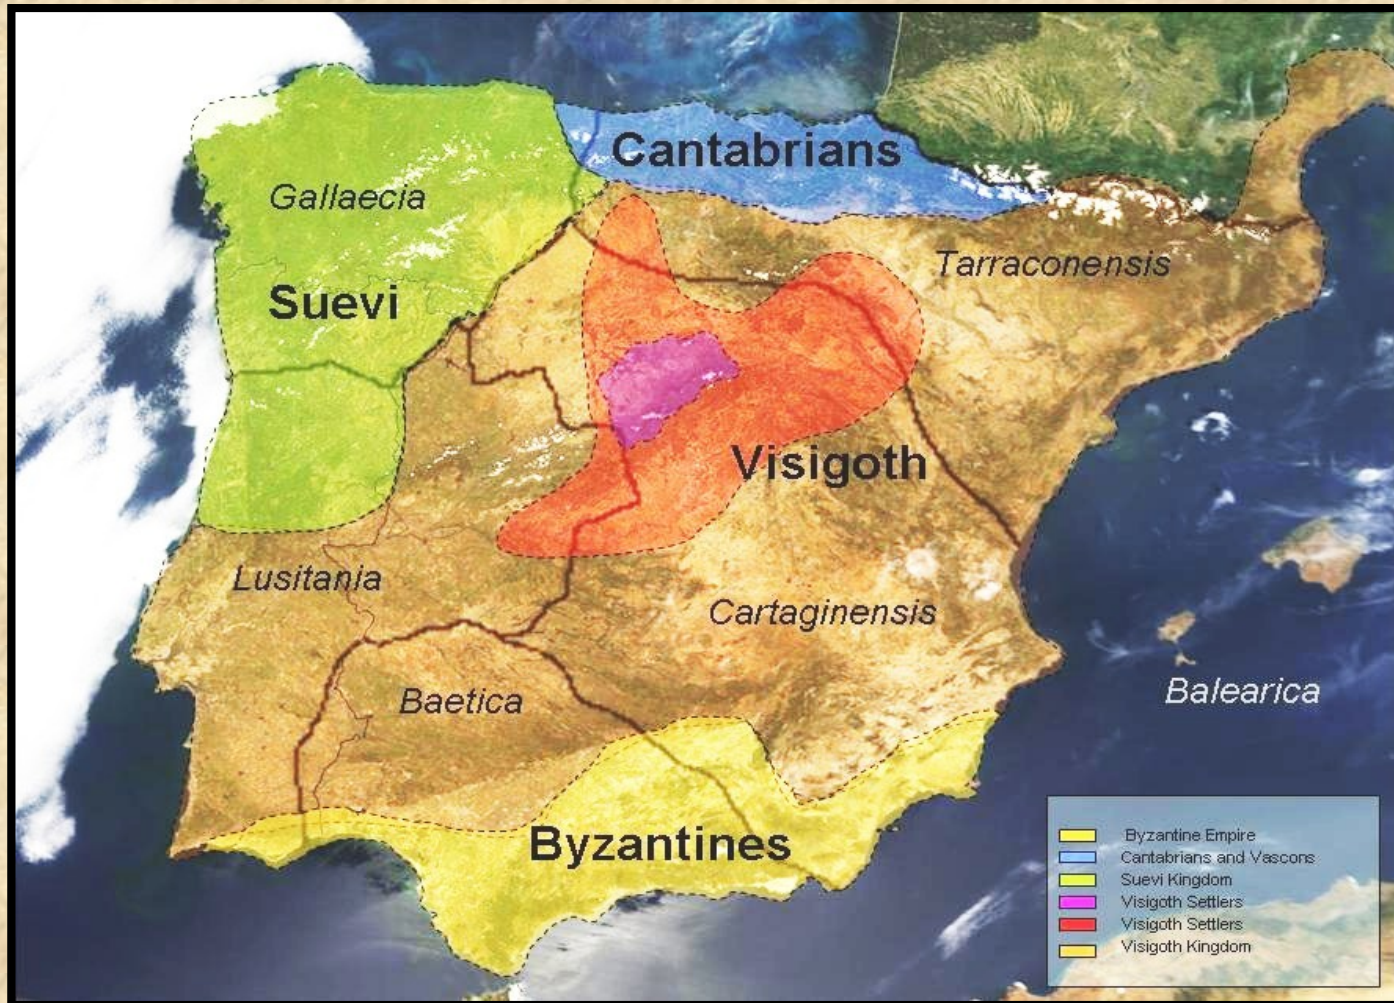 Cantabrians
Gallaecia
Tarraconensis
Suevi
Visigoth
Lusitania
Cartaginensis
Baetica
Balearica
Byzantines
Byzantine Empire
Cantabrians and Vascons
Suevi Kingdom
Visigoth Settlers
Visigoth Settlers
Visigoth Kingdom